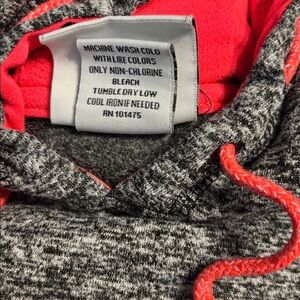 MACHINE WASH COLD
WITH LIKE COLORS
ONLY NON-CHLORINE
BLEACH
TUMBLE DRY LOW
COOL IRON IF NEEDED
RN 101475